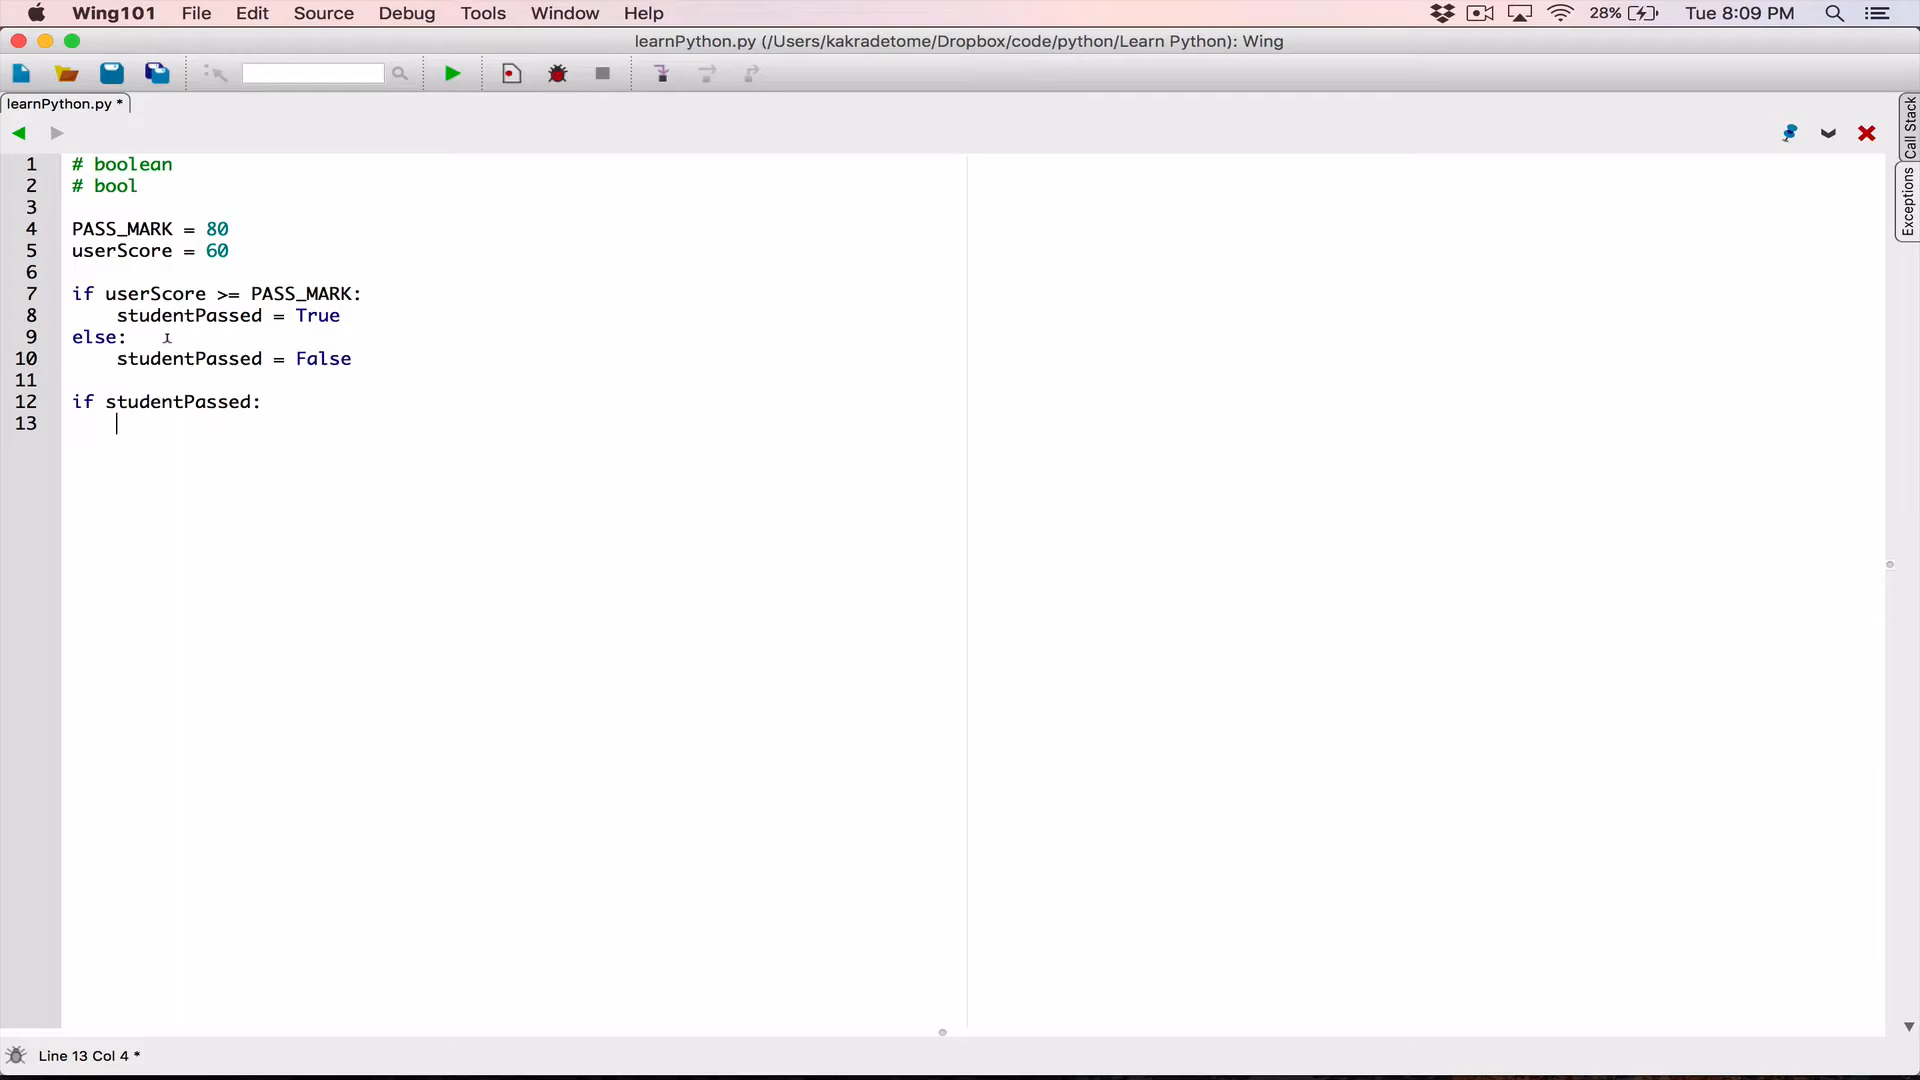 Wing101 File Edit Source Debug Tools Window Help 28% Tue 8:09 PM
learnPython.py (/Users/kakradetome/Dropbox/code/python/Learn Python): Wing
learnPython.py *
Call Stack
Exceptions
1 # boolean
2 # bool
3
4 PASS_MARK = 80
5 userScore = 60
6
7 if userScore >= PASS_MARK:
8 studentPassed = True
9 else:
10 studentPassed = False
11
12 if studentPassed:
13
Line 13 Col 4 *